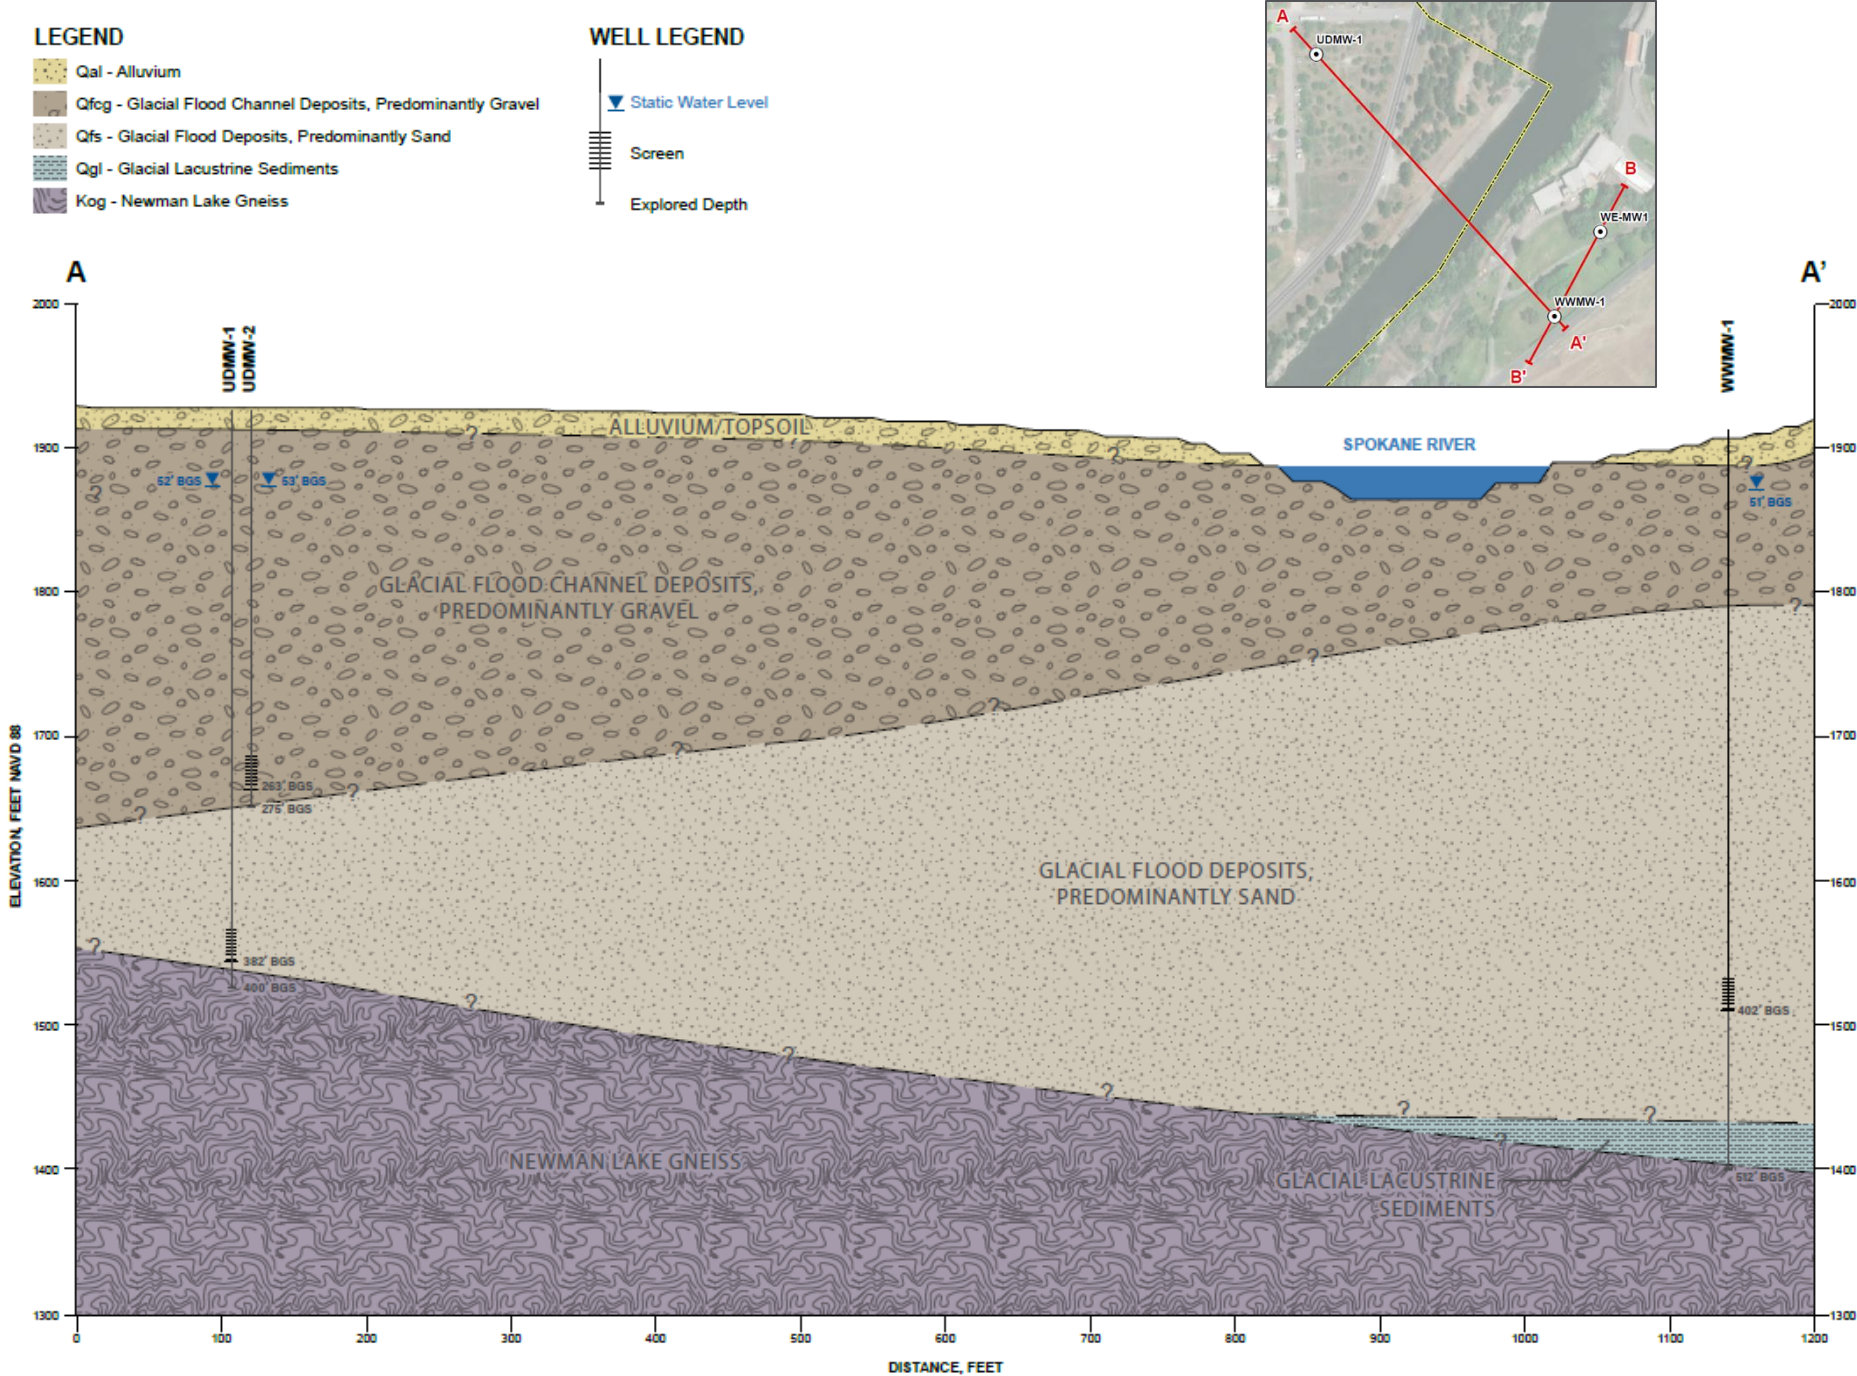 LEGEND
Qal - Alluvium
Qfcg - Glacial Flood Channel Deposits, Predominantly Gravel
Qfs - Glacial Flood Deposits, Predominantly Sand
Qgl - Glacial Lacustrine Sediments
Kog - Newman Lake Gneiss
WELL LEGEND
Static Water Level
Screen
Explored Depth
A
UDMW-1
B
WE-MW1
WWMW-1
A'
B'
A
A'
2000
2000
UDMW-1
UDMW-2
WWMW-1
ALLUVIUM/TOPSOIL
?
?
?
?
SPOKANE RIVER
1900
1900
52' BGS
53' BGS
51' BGS
?
GLACIAL FLOOD CHANNEL DEPOSITS,
PREDOMINANTLY GRAVEL
1800
1800
?
?
?
?
1700
1700
263' BGS
275' BGS
?
?
GLACIAL FLOOD DEPOSITS,
PREDOMINANTLY SAND
1600
1600
?
382' BGS
400' BGS
?
402' BGS
1500
1500
?
?
?
?
?
NEWMAN LAKE GNEISS
GLACIAL LACUSTRINE
SEDIMENTS
512' BGS
1400
1400
1300
1300
ELEVATION, FEET NAVD 88
0
100
200
300
400
500
600
700
800
900
1000
1100
1200
DISTANCE, FEET